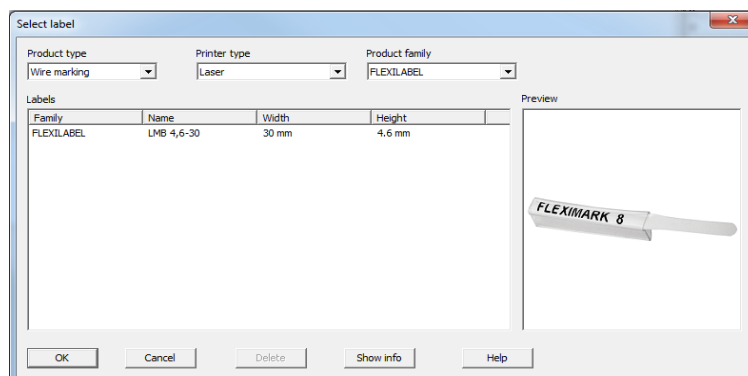 Select label
Product type Printer type Product family
Wire marking Laser FLEXILABEL
Labels Preview
Family Name Width Height
FLEXILABEL LMB 4,6-30 30 mm 4.6 mm
FLEXIMARK 8
OK Cancel Delete Show info Help